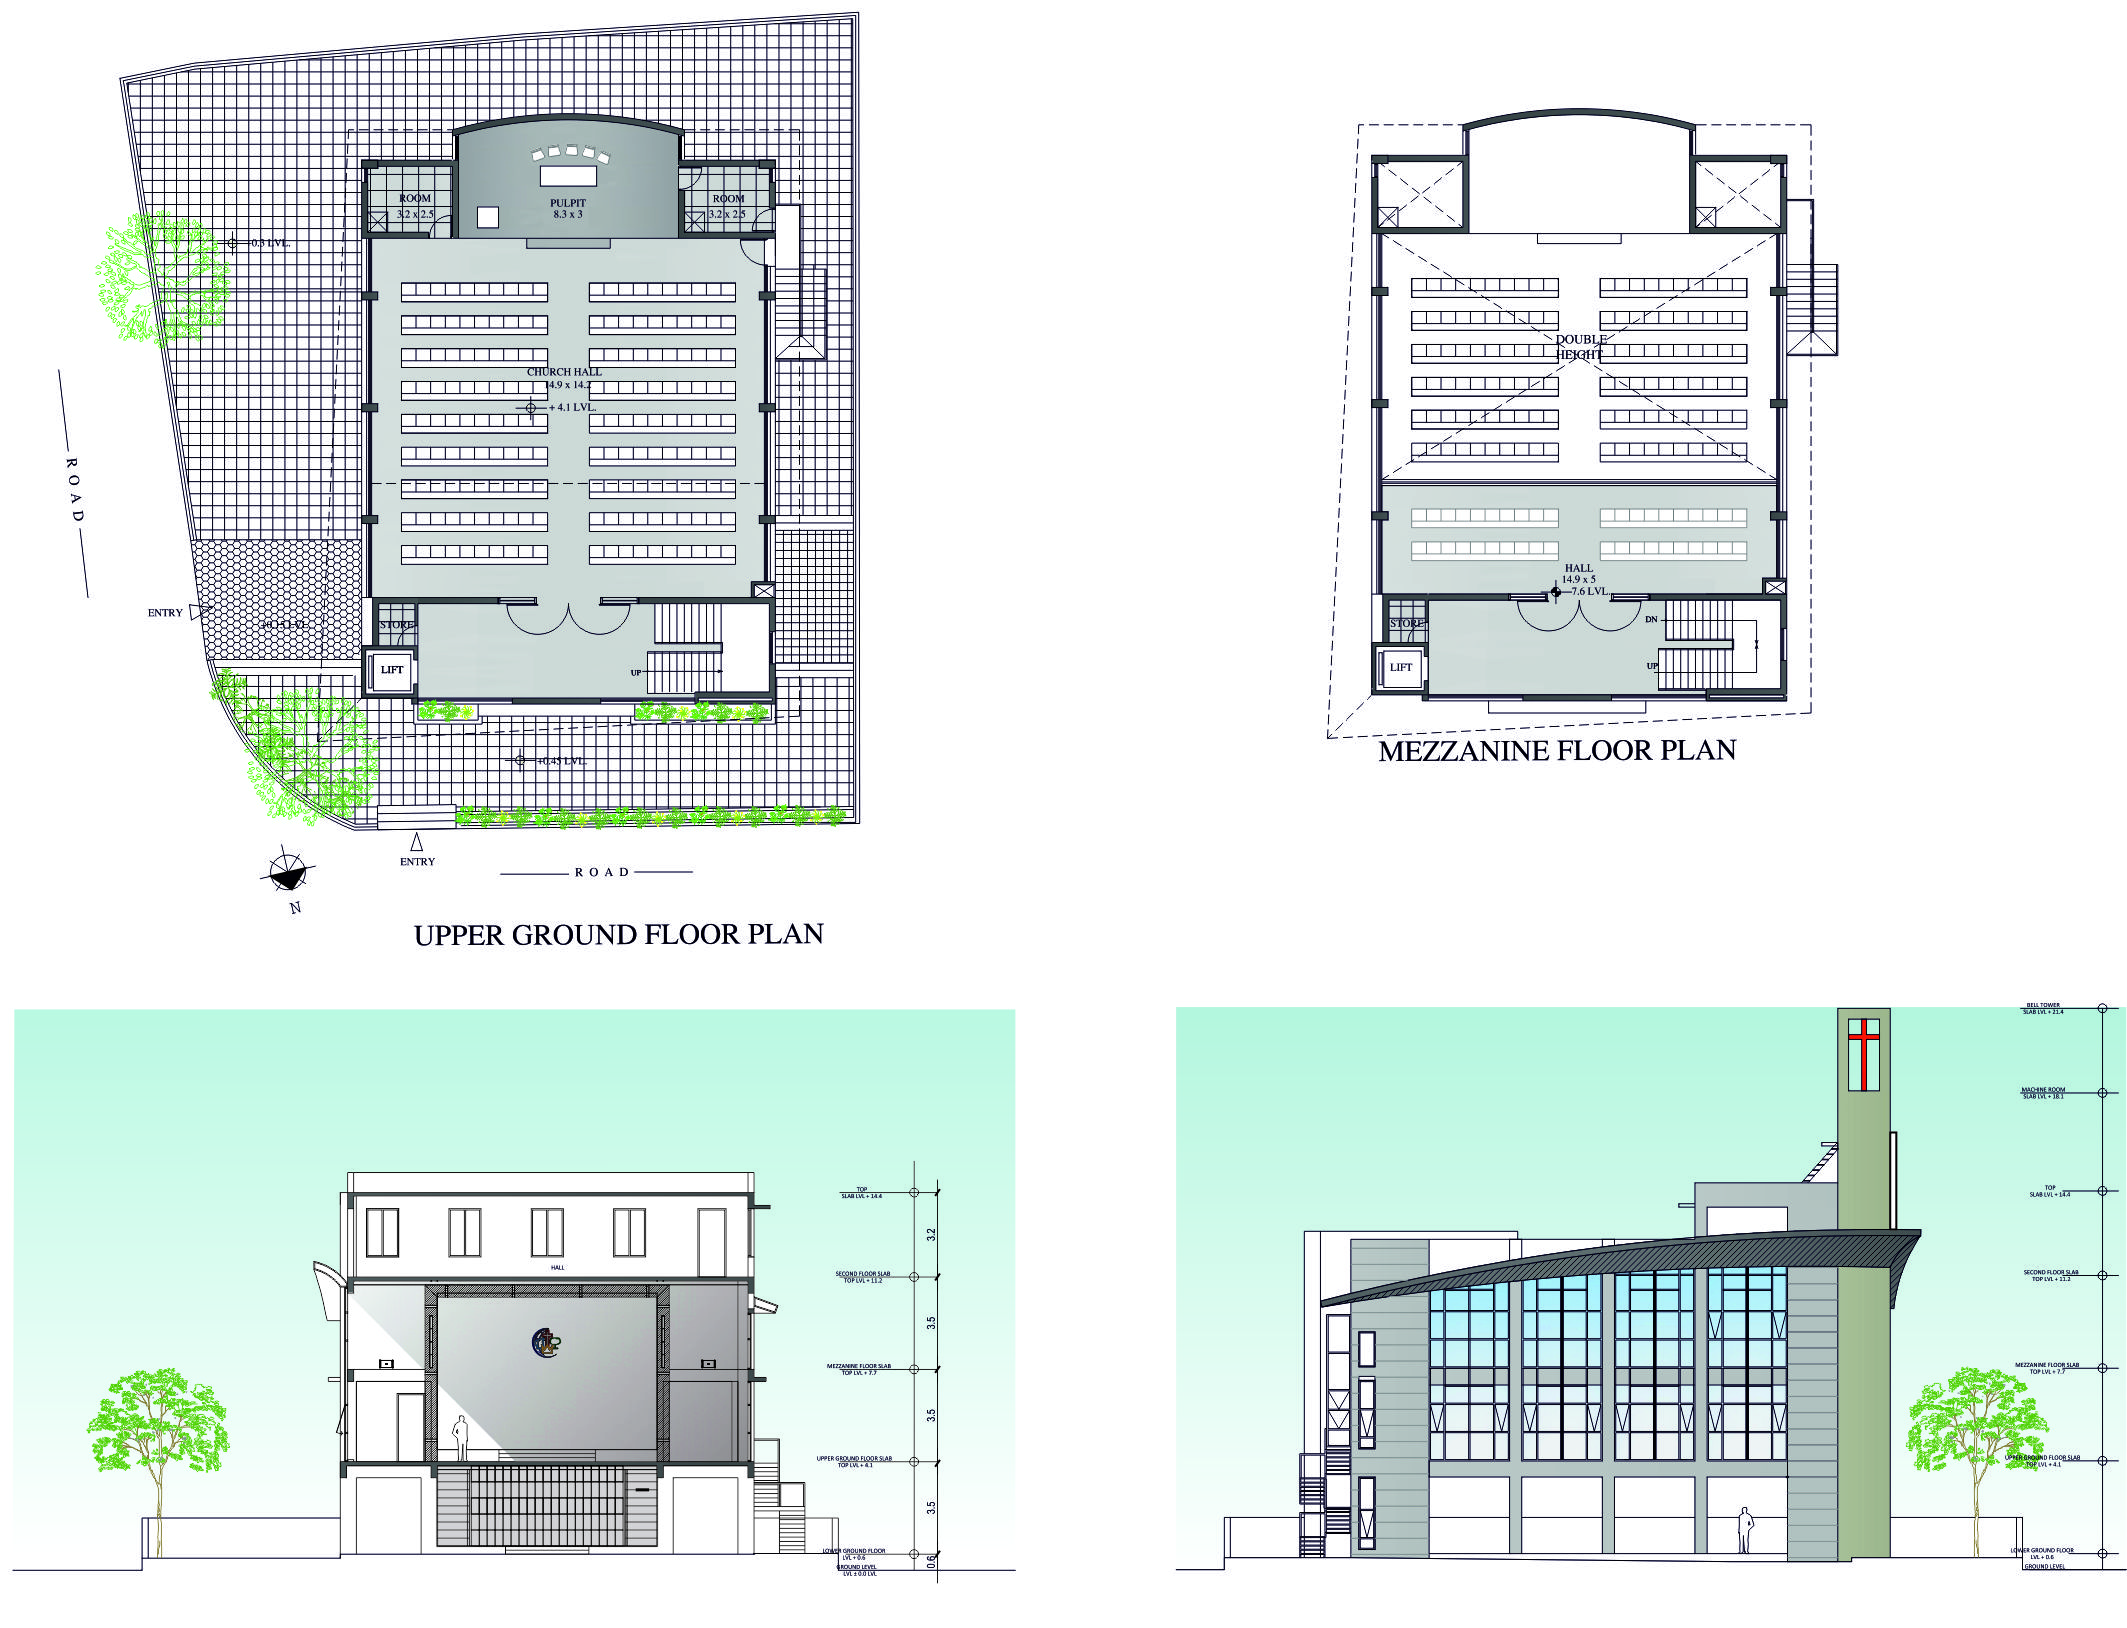 ROOM
3.2 x 2.5
PULPIT
8.3 x 3
ROOM
3.2 x 2.5
0.3 LVL.
CHURCH HALL
14.9 x 14.2
+ 4.1 LVL.
ROAD
ENTRY
+0.15 LVL.
STORE
LIFT
UP
+0.45 LVL.
ENTRY
ROAD
N
UPPER GROUND FLOOR PLAN
DOUBLE
HEIGHT
HALL
14.9 x 5
7.6 LVL.
STORE
LIFT
DN
UP
MEZZANINE FLOOR PLAN
HALL
TOP
SLAB LVL + 14.4
3.2
SECOND FLOOR SLAB
TOP LVL + 11.2
3.5
MEZZANINE FLOOR SLAB
TOP LVL + 7.7
3.5
UPPER GROUND FLOOR SLAB
TOP LVL + 4.1
3.5
LOWER GROUND FLOOR
LVL + 0.6
0.6
GROUND LEVEL
LVL ± 0.0 LVL
BELL TOWER
SLAB LVL + 21.4
MACHINE ROOM
SLAB LVL + 18.1
TOP
SLAB LVL + 14.4
SECOND FLOOR SLAB
TOP LVL + 11.2
MEZZANINE FLOOR SLAB
TOP LVL + 7.7
UPPER GROUND FLOOR SLAB
TOP LVL + 4.1
LOWER GROUND FLOOR
LVL + 0.6
GROUND LEVEL